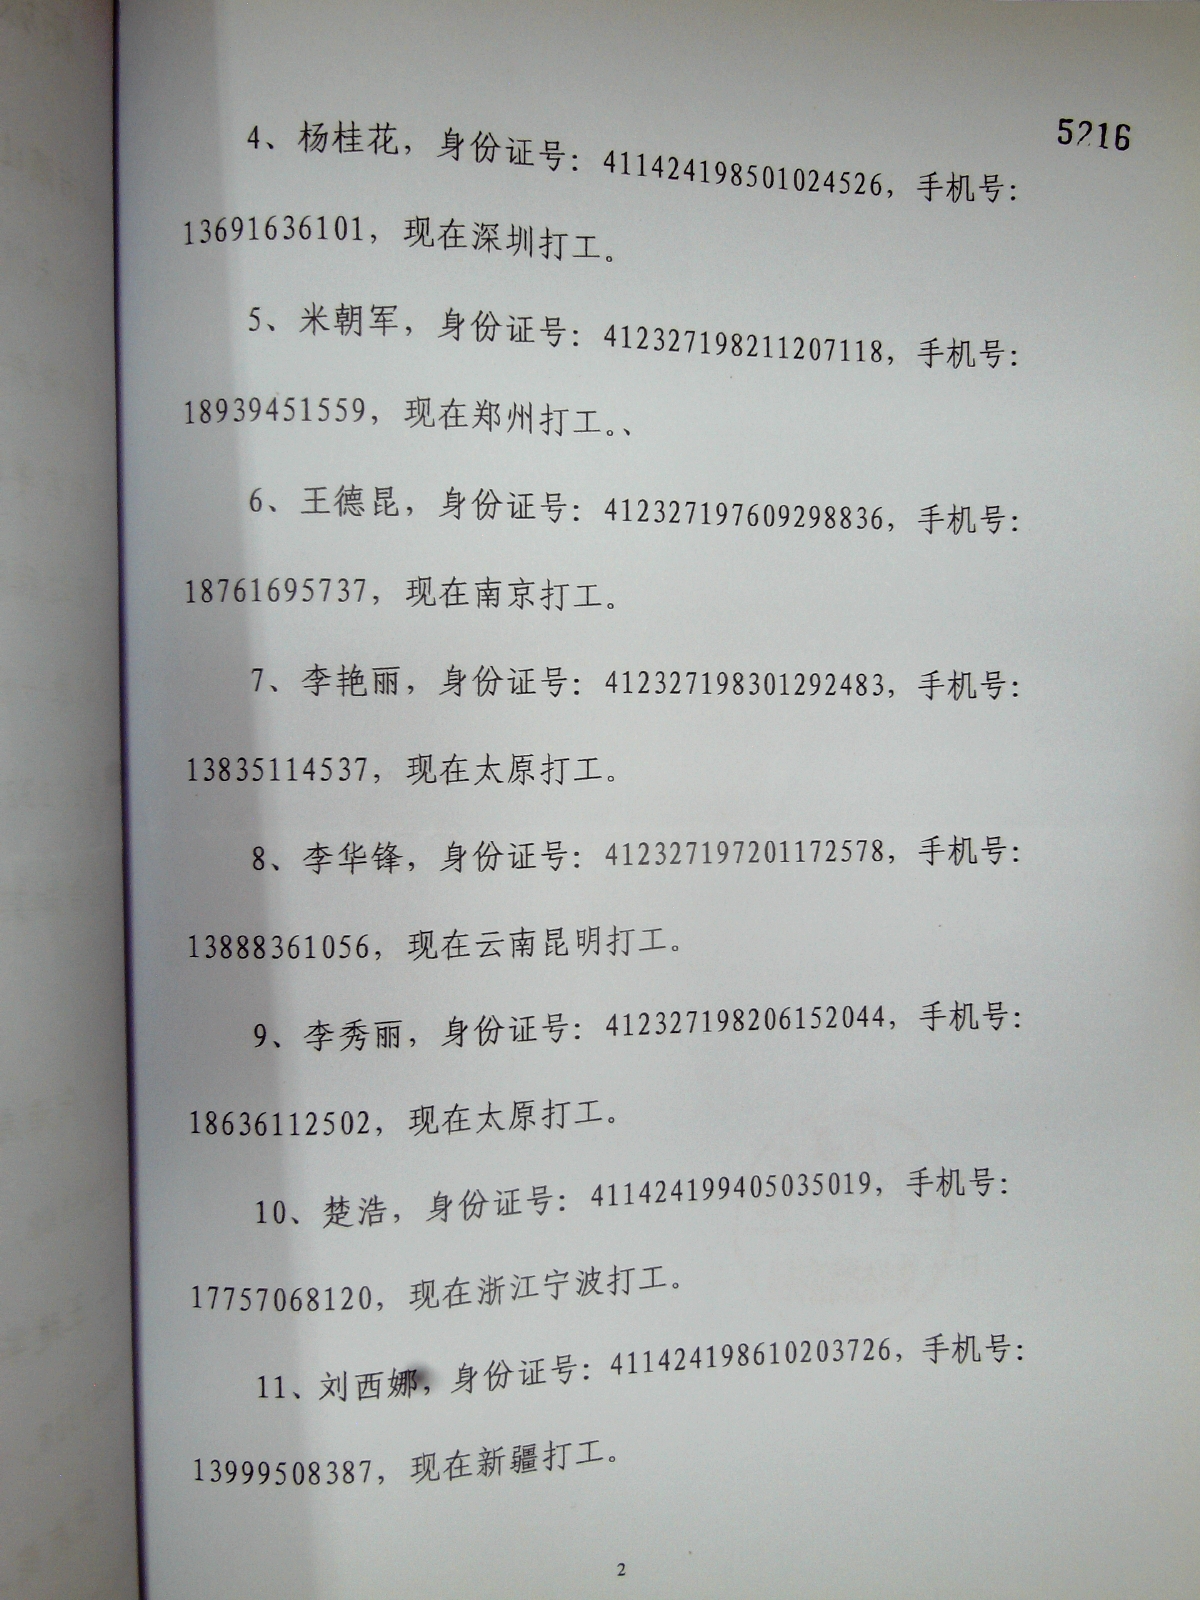 5216
4、杨桂花，身份证号：411424198501024526，手机号：
13691636101，现在深圳打工。
5、米朝军，身份证号：412327198211207118，手机号：
18939451559，现在郑州打工。、
6、王德昆，身份证号：412327197609298836，手机号：
18761695737，现在南京打工。
7、李艳丽，身份证号：412327198301292483，手机号：
13835114537，现在太原打工。
8、李华锋，身份证号：412327197201172578，手机号：
13888361056，现在云南昆明打工。
9、李秀丽，身份证号：412327198206152044，手机号：
18636112502，现在太原打工。
10、楚浩，身份证号：411424199405035019，手机号：
17757068120，现在浙江宁波打工。
11、刘西娜，身份证号：411424198610203726，手机号：
13999508387，现在新疆打工。
2